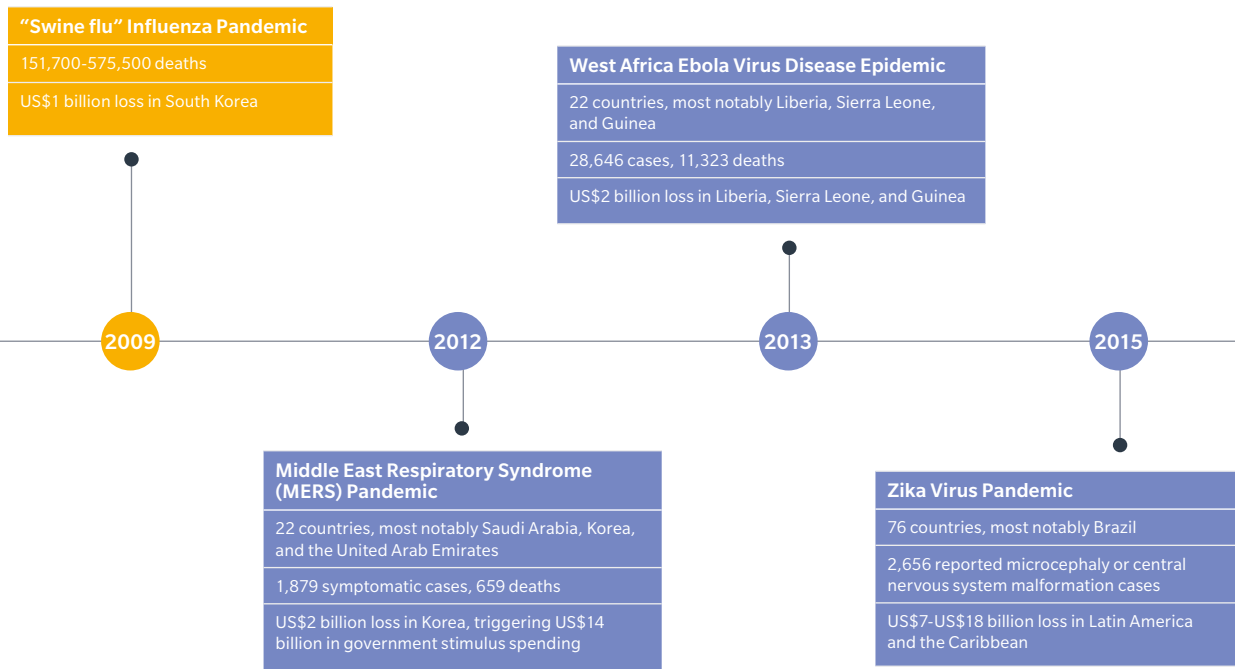 “Swine flu” Influenza Pandemic
151,700-575,500 deaths
US$1 billion loss in South Korea
West Africa Ebola Virus Disease Epidemic
22 countries, most notably Liberia, Sierra Leone,
and Guinea
28,646 cases, 11,323 deaths
US$2 billion loss in Liberia, Sierra Leone, and Guinea
2009
2012
2013
2015
Middle East Respiratory Syndrome
(MERS) Pandemic
22 countries, most notably Saudi Arabia, Korea,
and the United Arab Emirates
1,879 symptomatic cases, 659 deaths
US$2 billion loss in Korea, triggering US$14
billion in government stimulus spending
Zika Virus Pandemic
76 countries, most notably Brazil
2,656 reported microcephaly or central
nervous system malformation cases
US$7-US$18 billion loss in Latin America
and the Caribbean